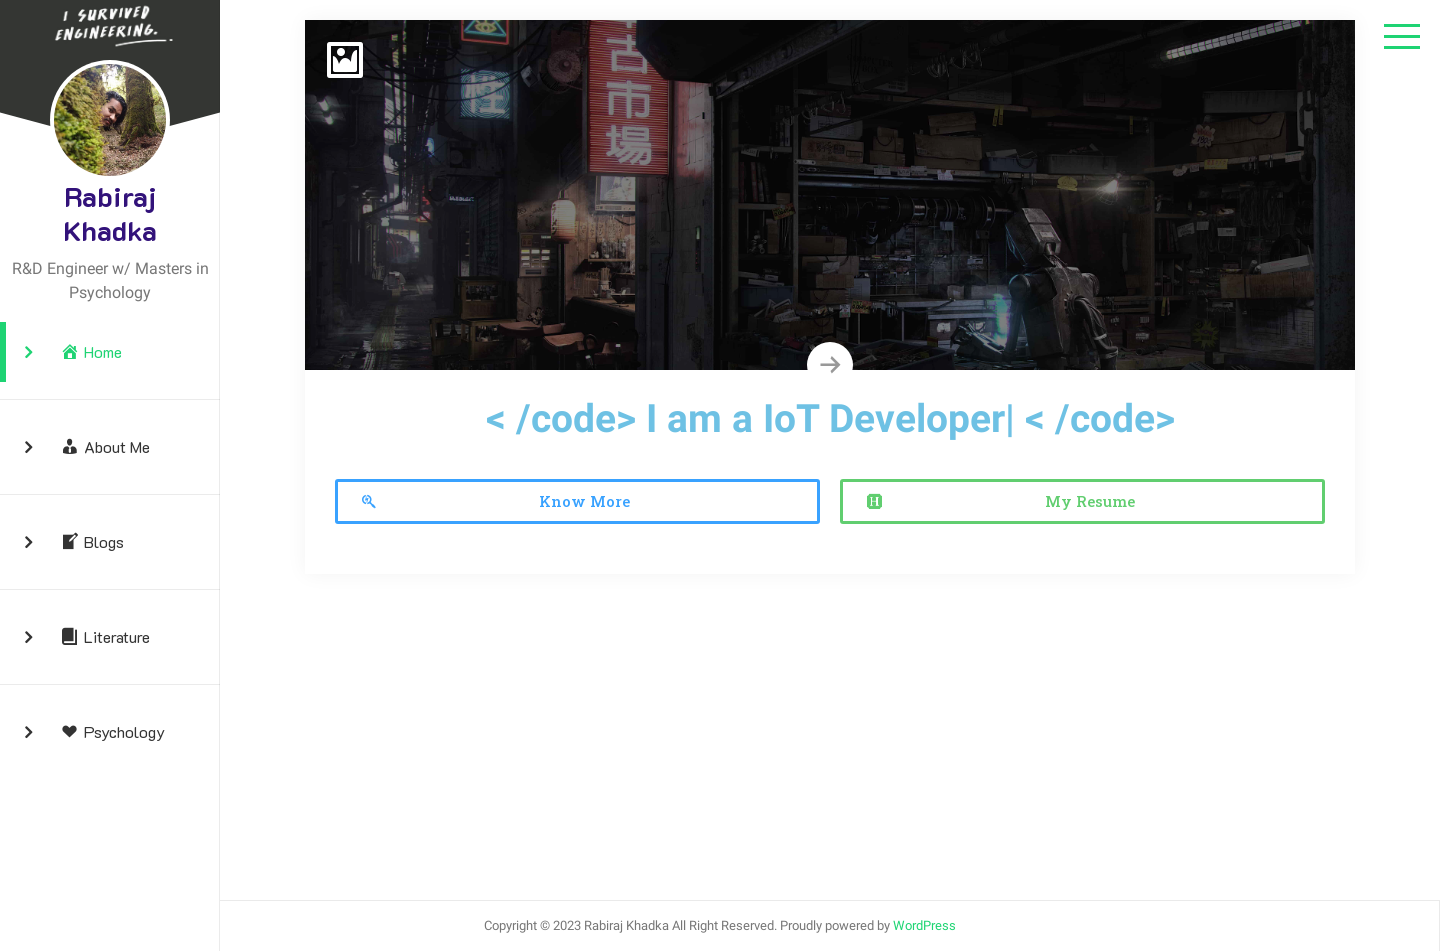 I SURVIVED
ENGINEERING.
Rabiraj
Khadka
R&D Engineer w/ Masters in
Psychology
Home
About Me
Blogs
Literature
Psychology
古市場
< /code> I am a IoT Developer| < /code>
Know More
H
My Resume
Copyright © 2023 Rabiraj Khadka All Right Reserved. Proudly powered by WordPress